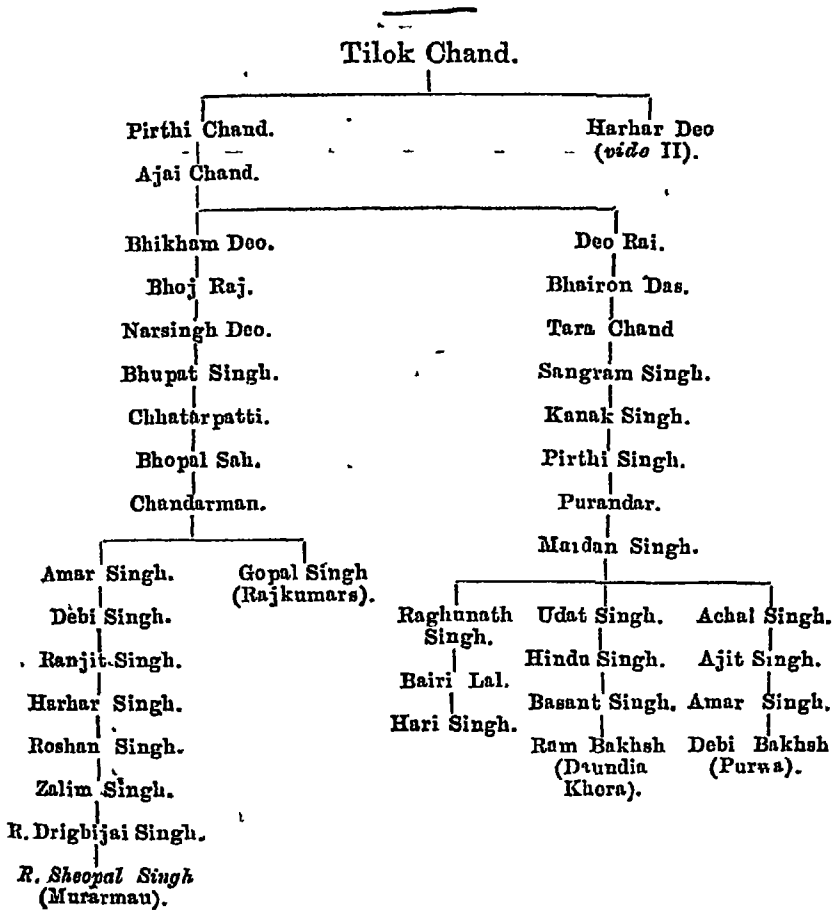 Tilok Chand.
Pirthi Chand. Harhar Deo
(vide II).
Ajai Chand.
Bhikham Deo. Deo Rai.
Bhoj Raj. Bhairon Das.
Narsingh Deo. Tara Chand
Bhupat Singh. Sangram Singh.
Chhatarpatti. Kanak Singh.
Bhopal Sah. Pirthi Singh.
Chandarman. Purandar.
Maidan Singh.
Amar Singh. Gopal Singh
(Rajkumars).
Raghunath Udat Singh. Achal Singh.
Debi Singh. Singh.
Ranjit Singh. Hindu Singh. Ajit Singh.
Bairi Lal.
Harhar Singh. Basant Singh. Amar Singh.
Hari Singh.
Roshan Singh. Ram Bakhsh Debi Bakhsh
(Daundia (Purwa).
Zalim Singh. Khera).
R. Drigbijai Singh.
R. Sheopal Singh
(Murarmau).